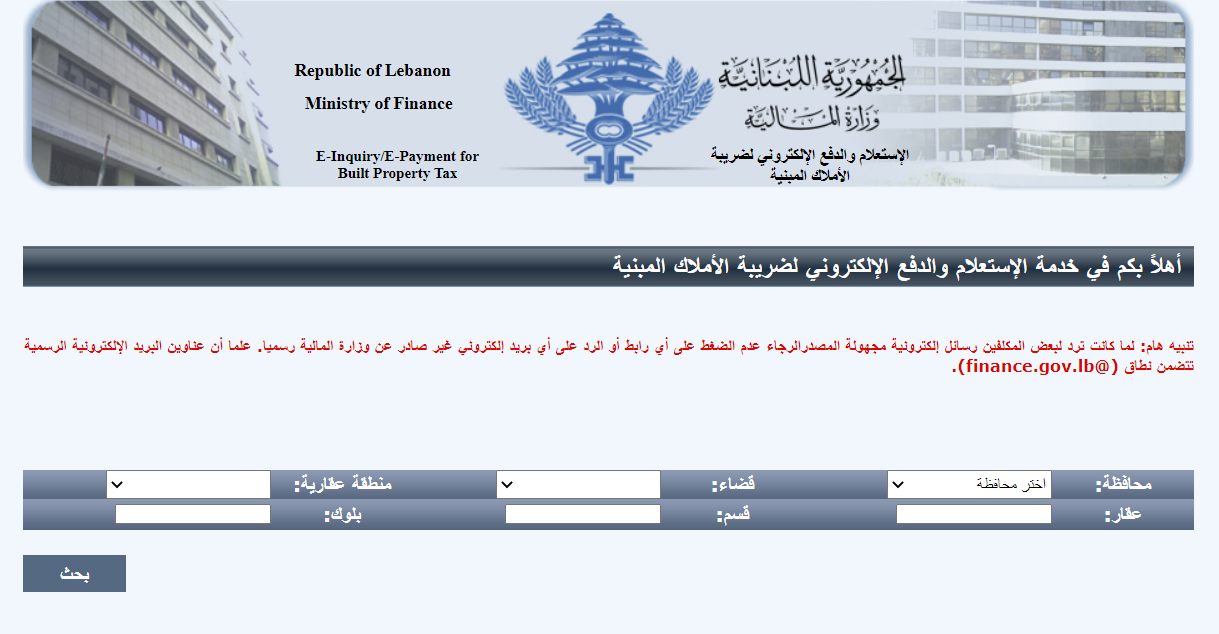 Republic of Lebanon
Ministry of Finance
E-Inquiry/E-Payment for
Built Property Tax
الجمهورية اللبنانية
وزارة المالية
الإستعلام والدفع الإلكتروني لضريبة
الأملاك المبنية
أهلاً بكم في خدمة الإستعلام والدفع الإلكتروني لضريبة الأملاك المبنية
تنبيه هام: لما كانت ترد لبعض المكلفين رسائل إلكترونية مجهولة المصدرالرجاء عدم الضغط على أي رابط أو الرد على أي بريد إلكتروني غير صادر عن وزارة المالية رسميا. علما أن عناوين البريد الإلكترونية الرسمية
تتضمن نطاق (@finance.gov.lb).
محافظة: اختر محافظة قضاء: منطقة عقارية:
عقار: قسم: بلوك:
بحث